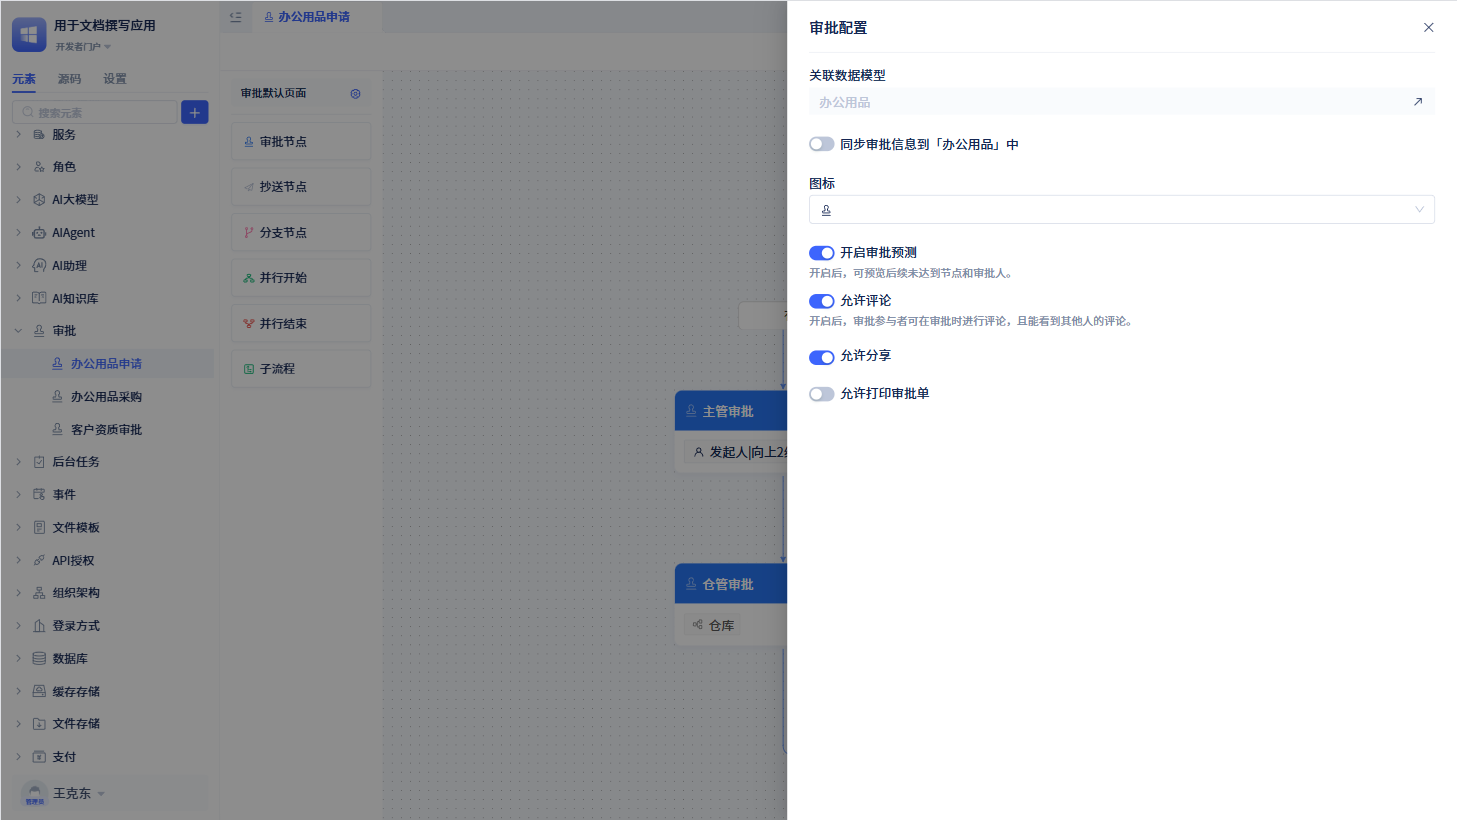 用于文档撰写应用
开发者门户
元素 源码 设置
搜索元素
服务
角色
AI大模型
AIAgent
AI助理
AI知识库
审批
办公用品申请
办公用品采购
客户资质审批
后台任务
事件
文件模板
API授权
组织架构
登录方式
数据库
缓存存储
文件存储
支付
管理员
王克东
办公用品申请
审批默认页面
审批节点
抄送节点
分支节点
并行开始
并行结束
子流程
主管审批
发起人|向上2
仓管审批
仓库
审批配置
关联数据模型
办公用品
同步审批信息到「办公用品」中
图标
开启审批预测
开启后，可预览后续未达到节点和审批人。
允许评论
开启后，审批参与者可在审批时进行评论，且能看到其他人的评论。
允许分享
允许打印审批单